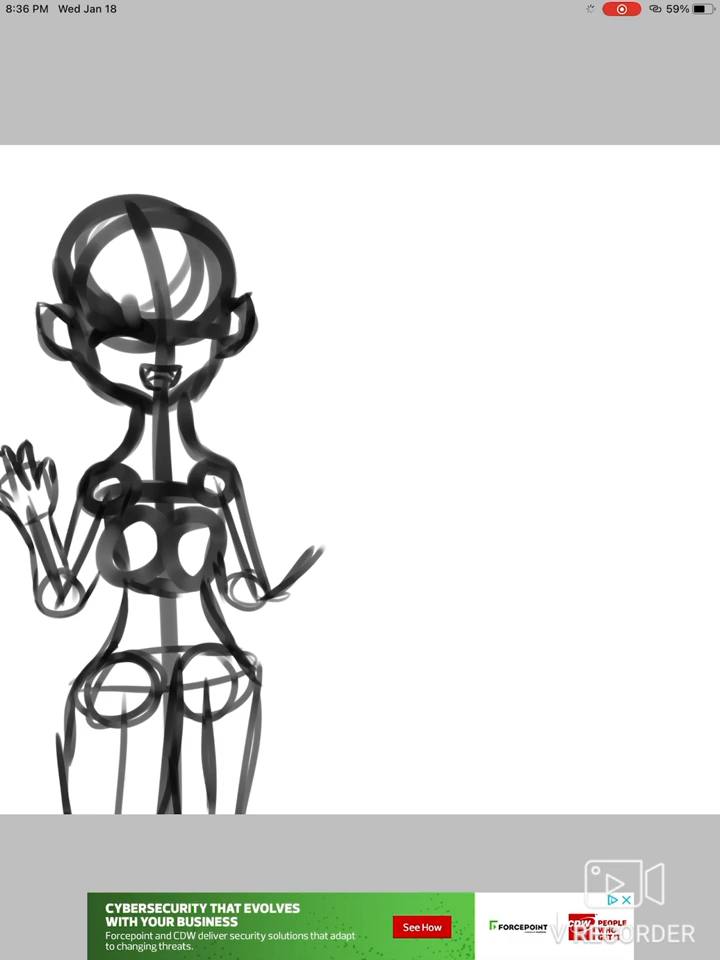 8:36 PM Wed Jan 18
59%
CYBERSECURITY THAT EVOLVES
WITH YOUR BUSINESS
Forcepoint and CDW deliver security solutions that adapt
to changing threats.
See How
FORCEPOINT
CDW PEOPLE
V RECORDER